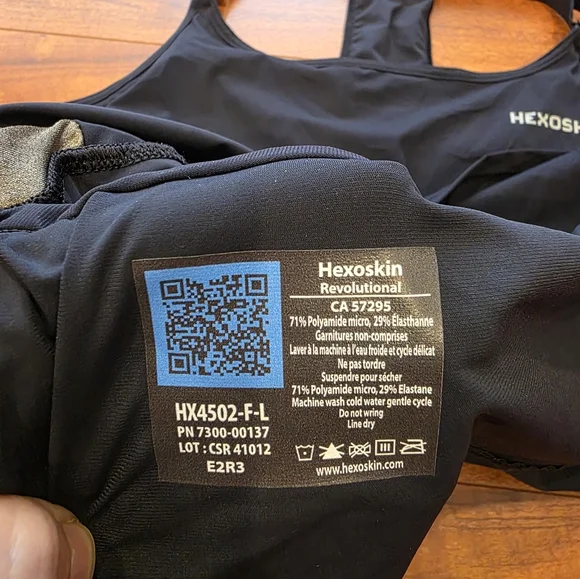 HEXOSK
Hexoskin
Revolutional
CA 57295
71% Polyamide micro, 29% Élasthanne
Garnitures non-comprises
Laver à la machine à l'eau froide et cycle délicat
Ne pas tordre
Suspendre pour sécher
71% Polyamide micro, 29% Elastane
Machine wash cold water gentle cycle
Do not wring
Line dry
www.hexoskin.com
HX4502-F-L
PN 7300-00137
LOT : CSR 41012
E2R3